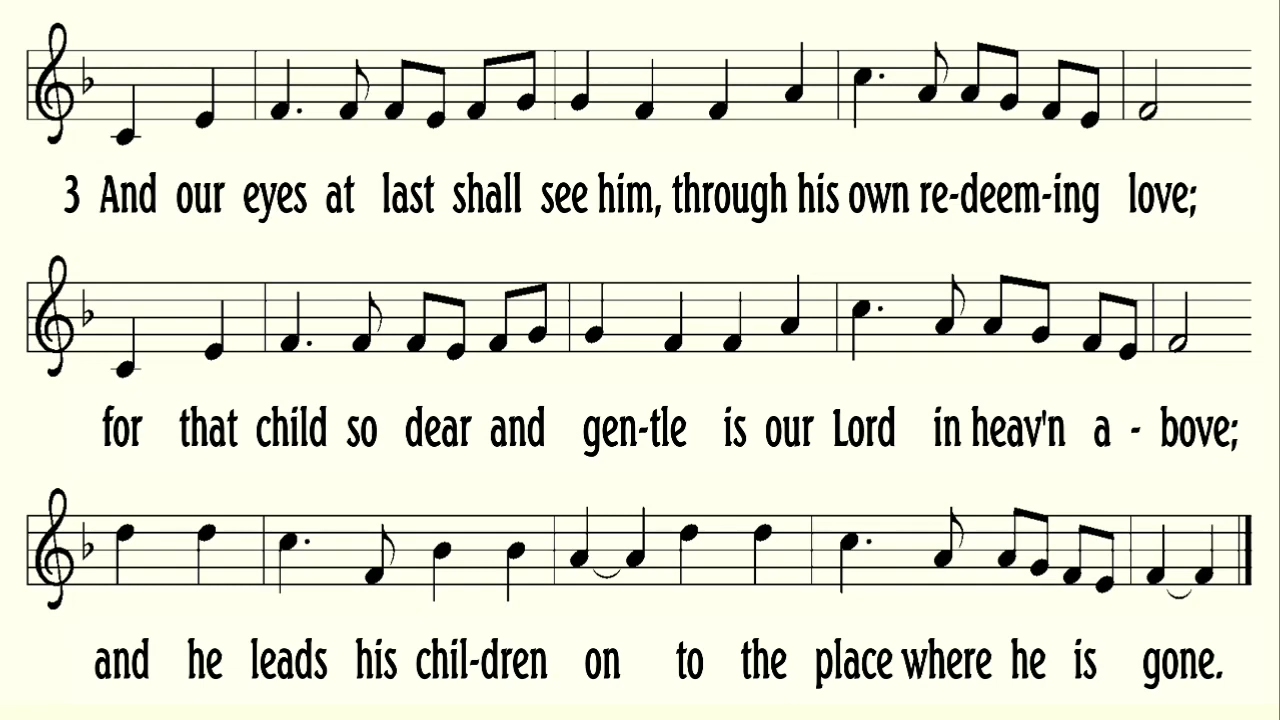 3 And our eyes at last shall see him, through his own re-deem-ing love;
for that child so dear and gen-tle is our Lord in heav'n a - bove;
and he leads his chil-dren on to the place where he is gone.